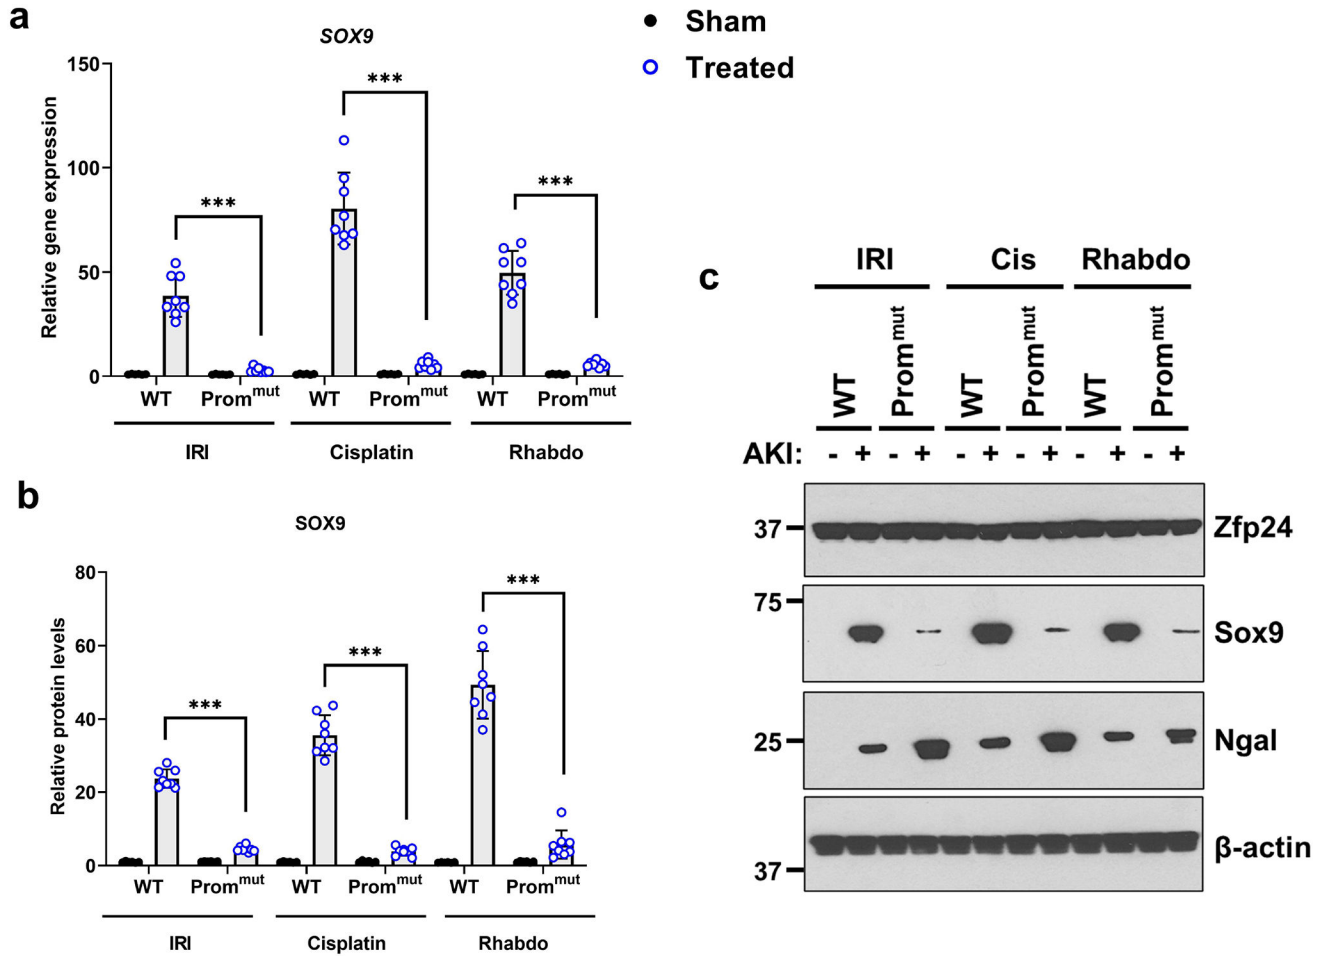 a
SOX9
Sham
Treated
Relative gene expression
150
100
50
0
***
***
***
WT Prom^mut WT Prom^mut WT Prom^mut
IRI Cisplatin Rhabdo
b
SOX9
Relative protein levels
80
60
40
20
0
***
***
***
WT Prom^mut WT Prom^mut WT Prom^mut
IRI Cisplatin Rhabdo
c
IRI Cis Rhabdo
WT Prom^mut WT Prom^mut WT Prom^mut
AKI: - + - + - + - + - + - +
37 Zfp24
75
Sox9
25 Ngal
β-actin
37